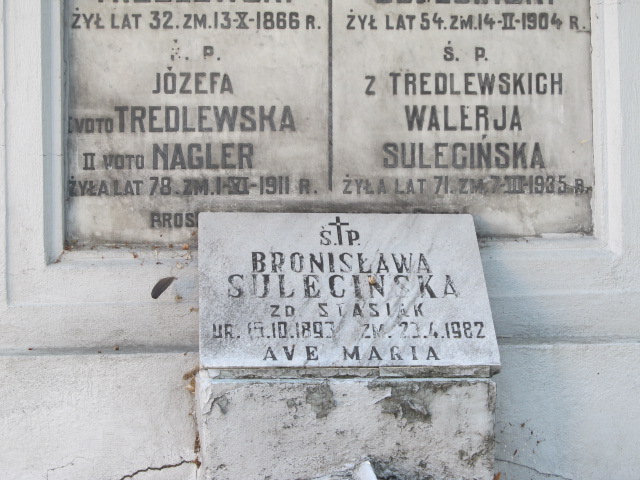 ŻYŁ LAT 32. ZM. 13-X-1866 R.
Ś. P.
JÓZEFA
I VOTO TREDLEWSKA
II VOTO NAGLER
ŻYŁA LAT 78. ZM. 1-VI-1911 R.
ŻYŁ LAT 54. ZM. 14-II-1904 R.
Ś. P.
Z TREDLEWSKICH
WALERJA
SULECIŃSKA
ŻYŁA LAT 71. ZM. 7-III-1935 R.
Ś.†P.
BRONISŁAWA
SULECIŃSKA
ZD STASIAK
UR. 15.10.1893 ZM. 23.4.1982
AVE MARIA